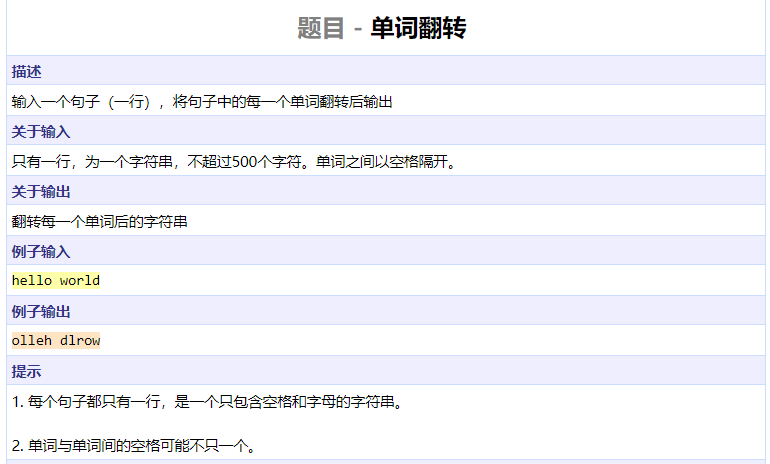 题目 - 单词翻转
描述
输入一个句子（一行），将句子中的每一个单词翻转后输出
关于输入
只有一行，为一个字符串，不超过500个字符。单词之间以空格隔开。
关于输出
翻转每一个单词后的字符串
例子输入
hello world
例子输出
olleh dlrow
提示
1. 每个句子都只有一行，是一个只包含空格和字母的字符串。
2. 单词与单词间的空格可能不只一个。